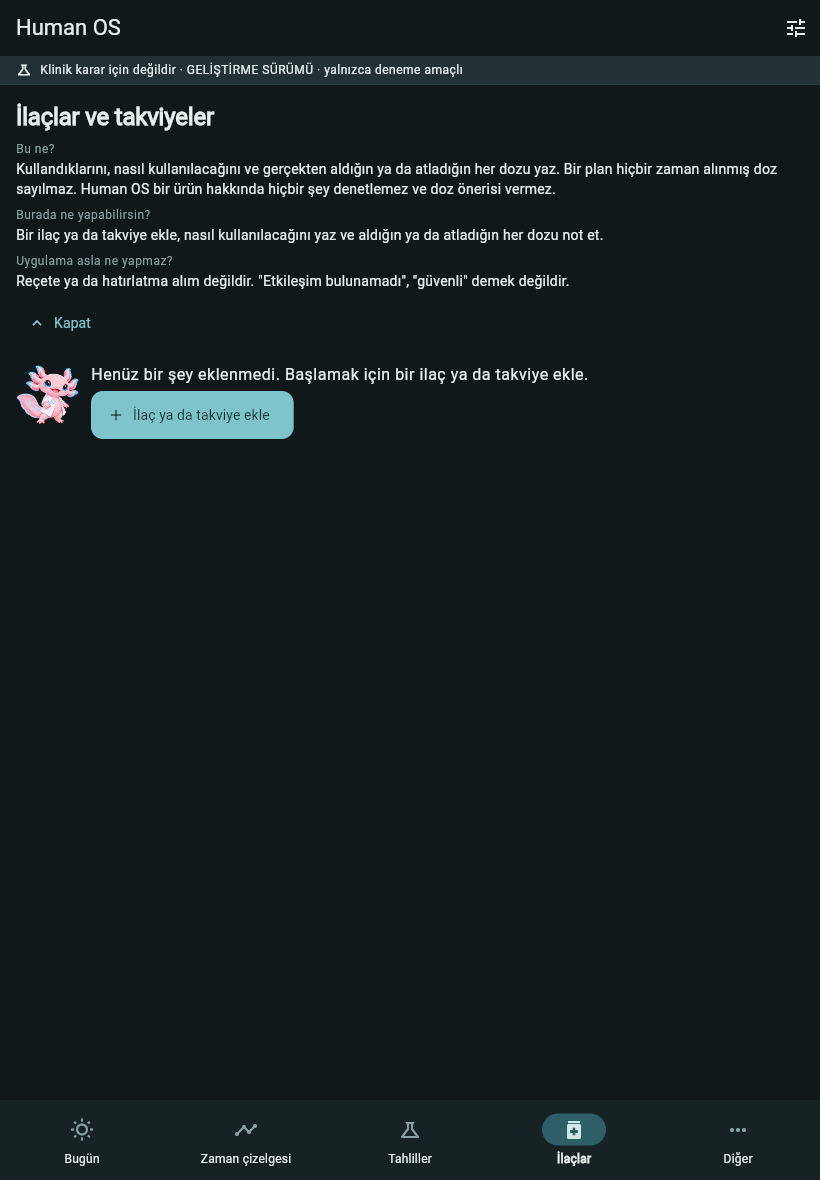 Human OS
Klinik karar için değildir · GELİŞTİRME SÜRÜMÜ · yalnızca deneme amaçlı
İlaçlar ve takviyeler
Bu ne?
Kullandıklarını, nasıl kullanılacağını ve gerçekten aldığın ya da atladığın her dozu yaz. Bir plan hiçbir zaman alınmış doz
sayılmaz. Human OS bir ürün hakkında hiçbir şey denetlemez ve doz önerisi vermez.
Burada ne yapabilirsin?
Bir ilaç ya da takviye ekle, nasıl kullanılacağını yaz ve aldığın ya da atladığın her dozu not et.
Uygulama asla ne yapmaz?
Reçete ya da hatırlatma alım değildir. "Etkileşim bulunamadı", "güvenli" demek değildir.
Kapat
Henüz bir şey eklenmedi. Başlamak için bir ilaç ya da takviye ekle.
İlaç ya da takviye ekle
Bugün
Zaman çizelgesi
Tahliller
İlaçlar
Diğer